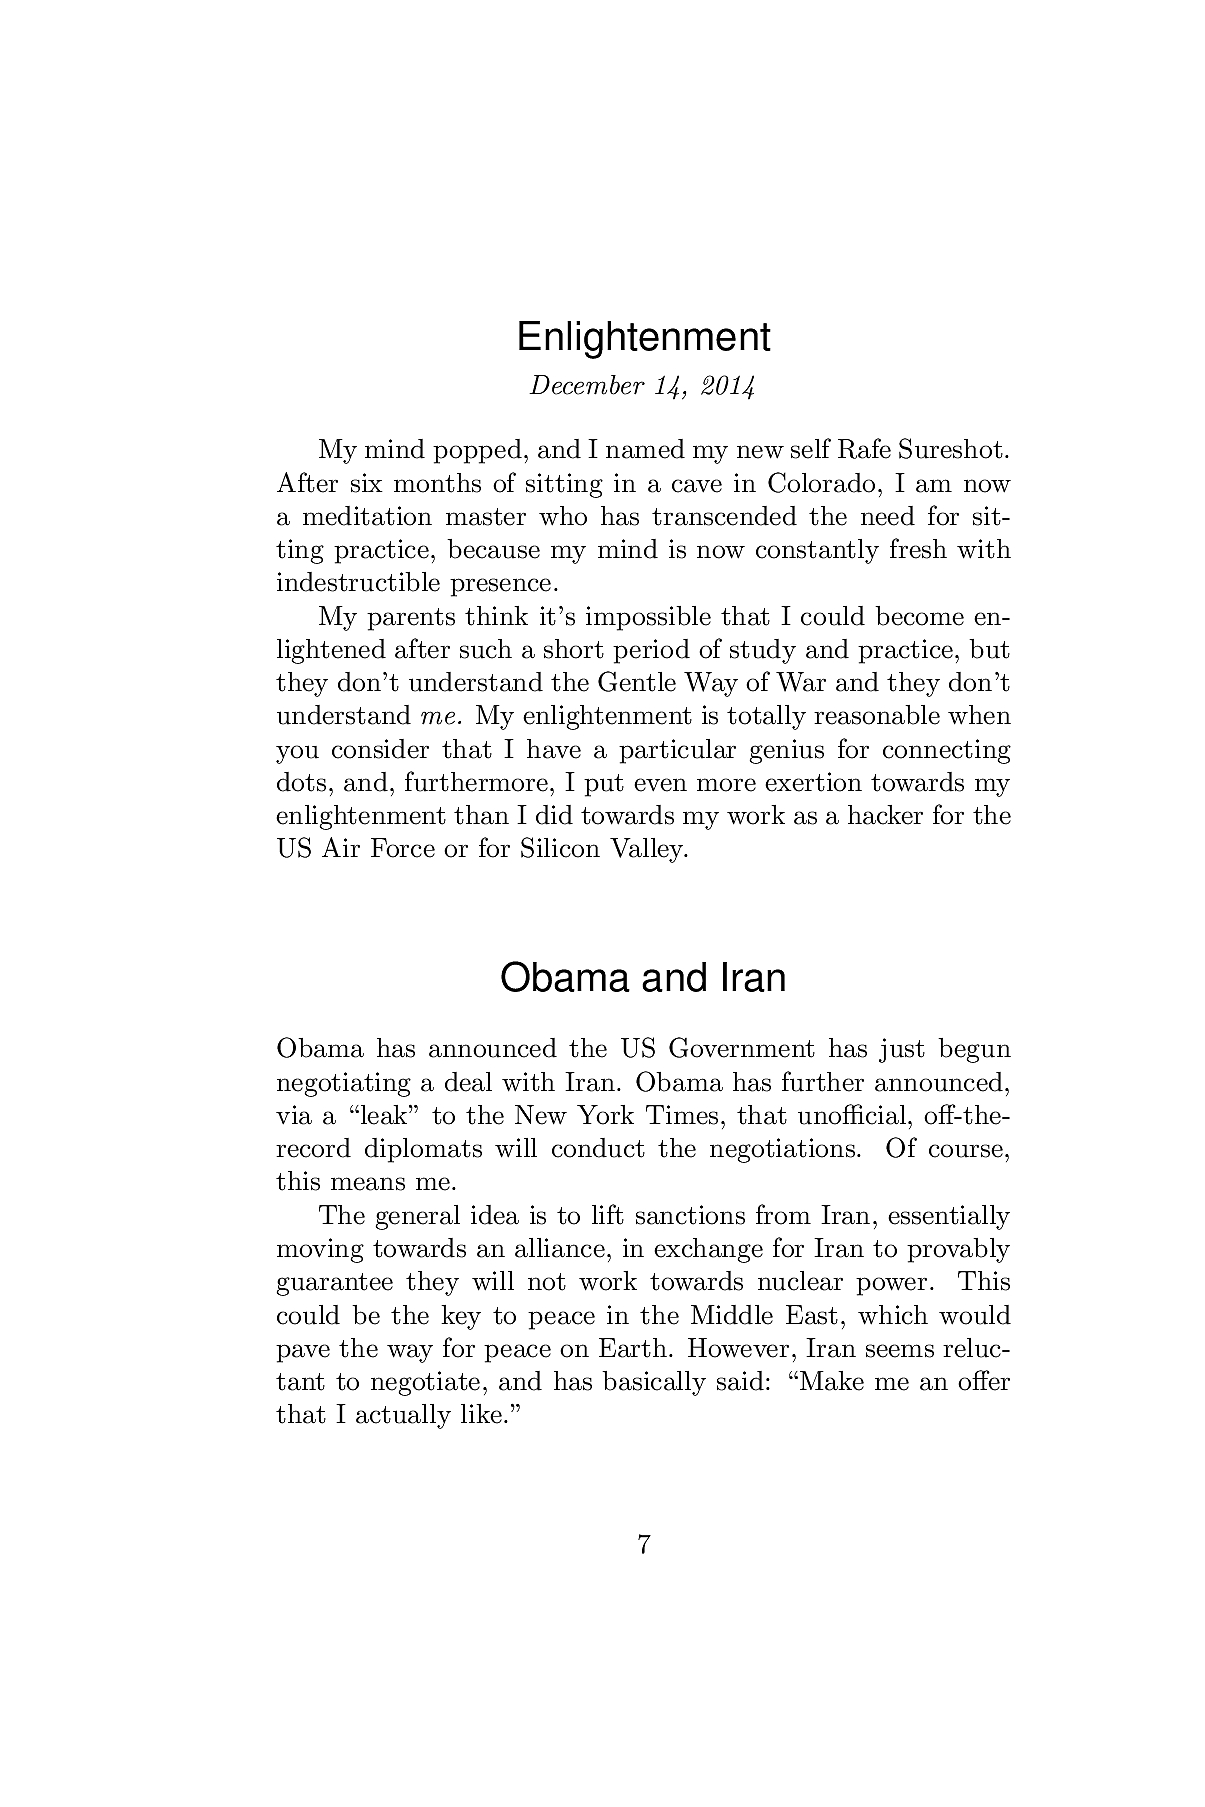 Enlightenment
December 14, 2014
My mind popped, and I named my new self Rafe Sureshot.
After six months of sitting in a cave in Colorado, I am now
a meditation master who has transcended the need for sit-
ting practice, because my mind is now constantly fresh with
indestructible presence.
My parents think it’s impossible that I could become en-
lightened after such a short period of study and practice, but
they don’t understand the Gentle Way of War and they don’t
understand me. My enlightenment is totally reasonable when
you consider that I have a particular genius for connecting
dots, and, furthermore, I put even more exertion towards my
enlightenment than I did towards my work as a hacker for the
US Air Force or for Silicon Valley.
Obama and Iran
Obama has announced the US Government has just begun
negotiating a deal with Iran. Obama has further announced,
via a “leak” to the New York Times, that unofficial, off-the-
record diplomats will conduct the negotiations. Of course,
this means me.
The general idea is to lift sanctions from Iran, essentially
moving towards an alliance, in exchange for Iran to provably
guarantee they will not work towards nuclear power. This
could be the key to peace in the Middle East, which would
pave the way for peace on Earth. However, Iran seems reluc-
tant to negotiate, and has basically said: “Make me an offer
that I actually like.”
7